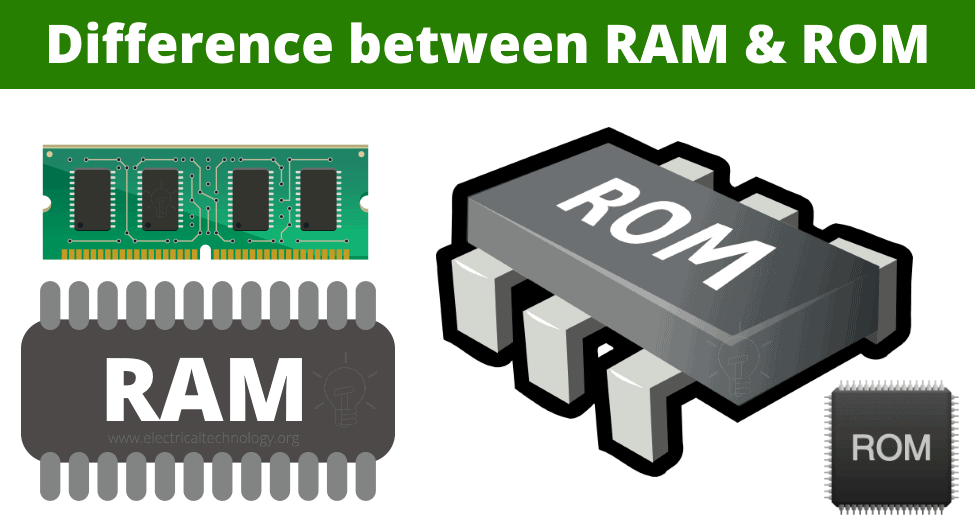 Difference between RAM & ROM
RAM
www.electricaltechnology.org
ROM
ROM